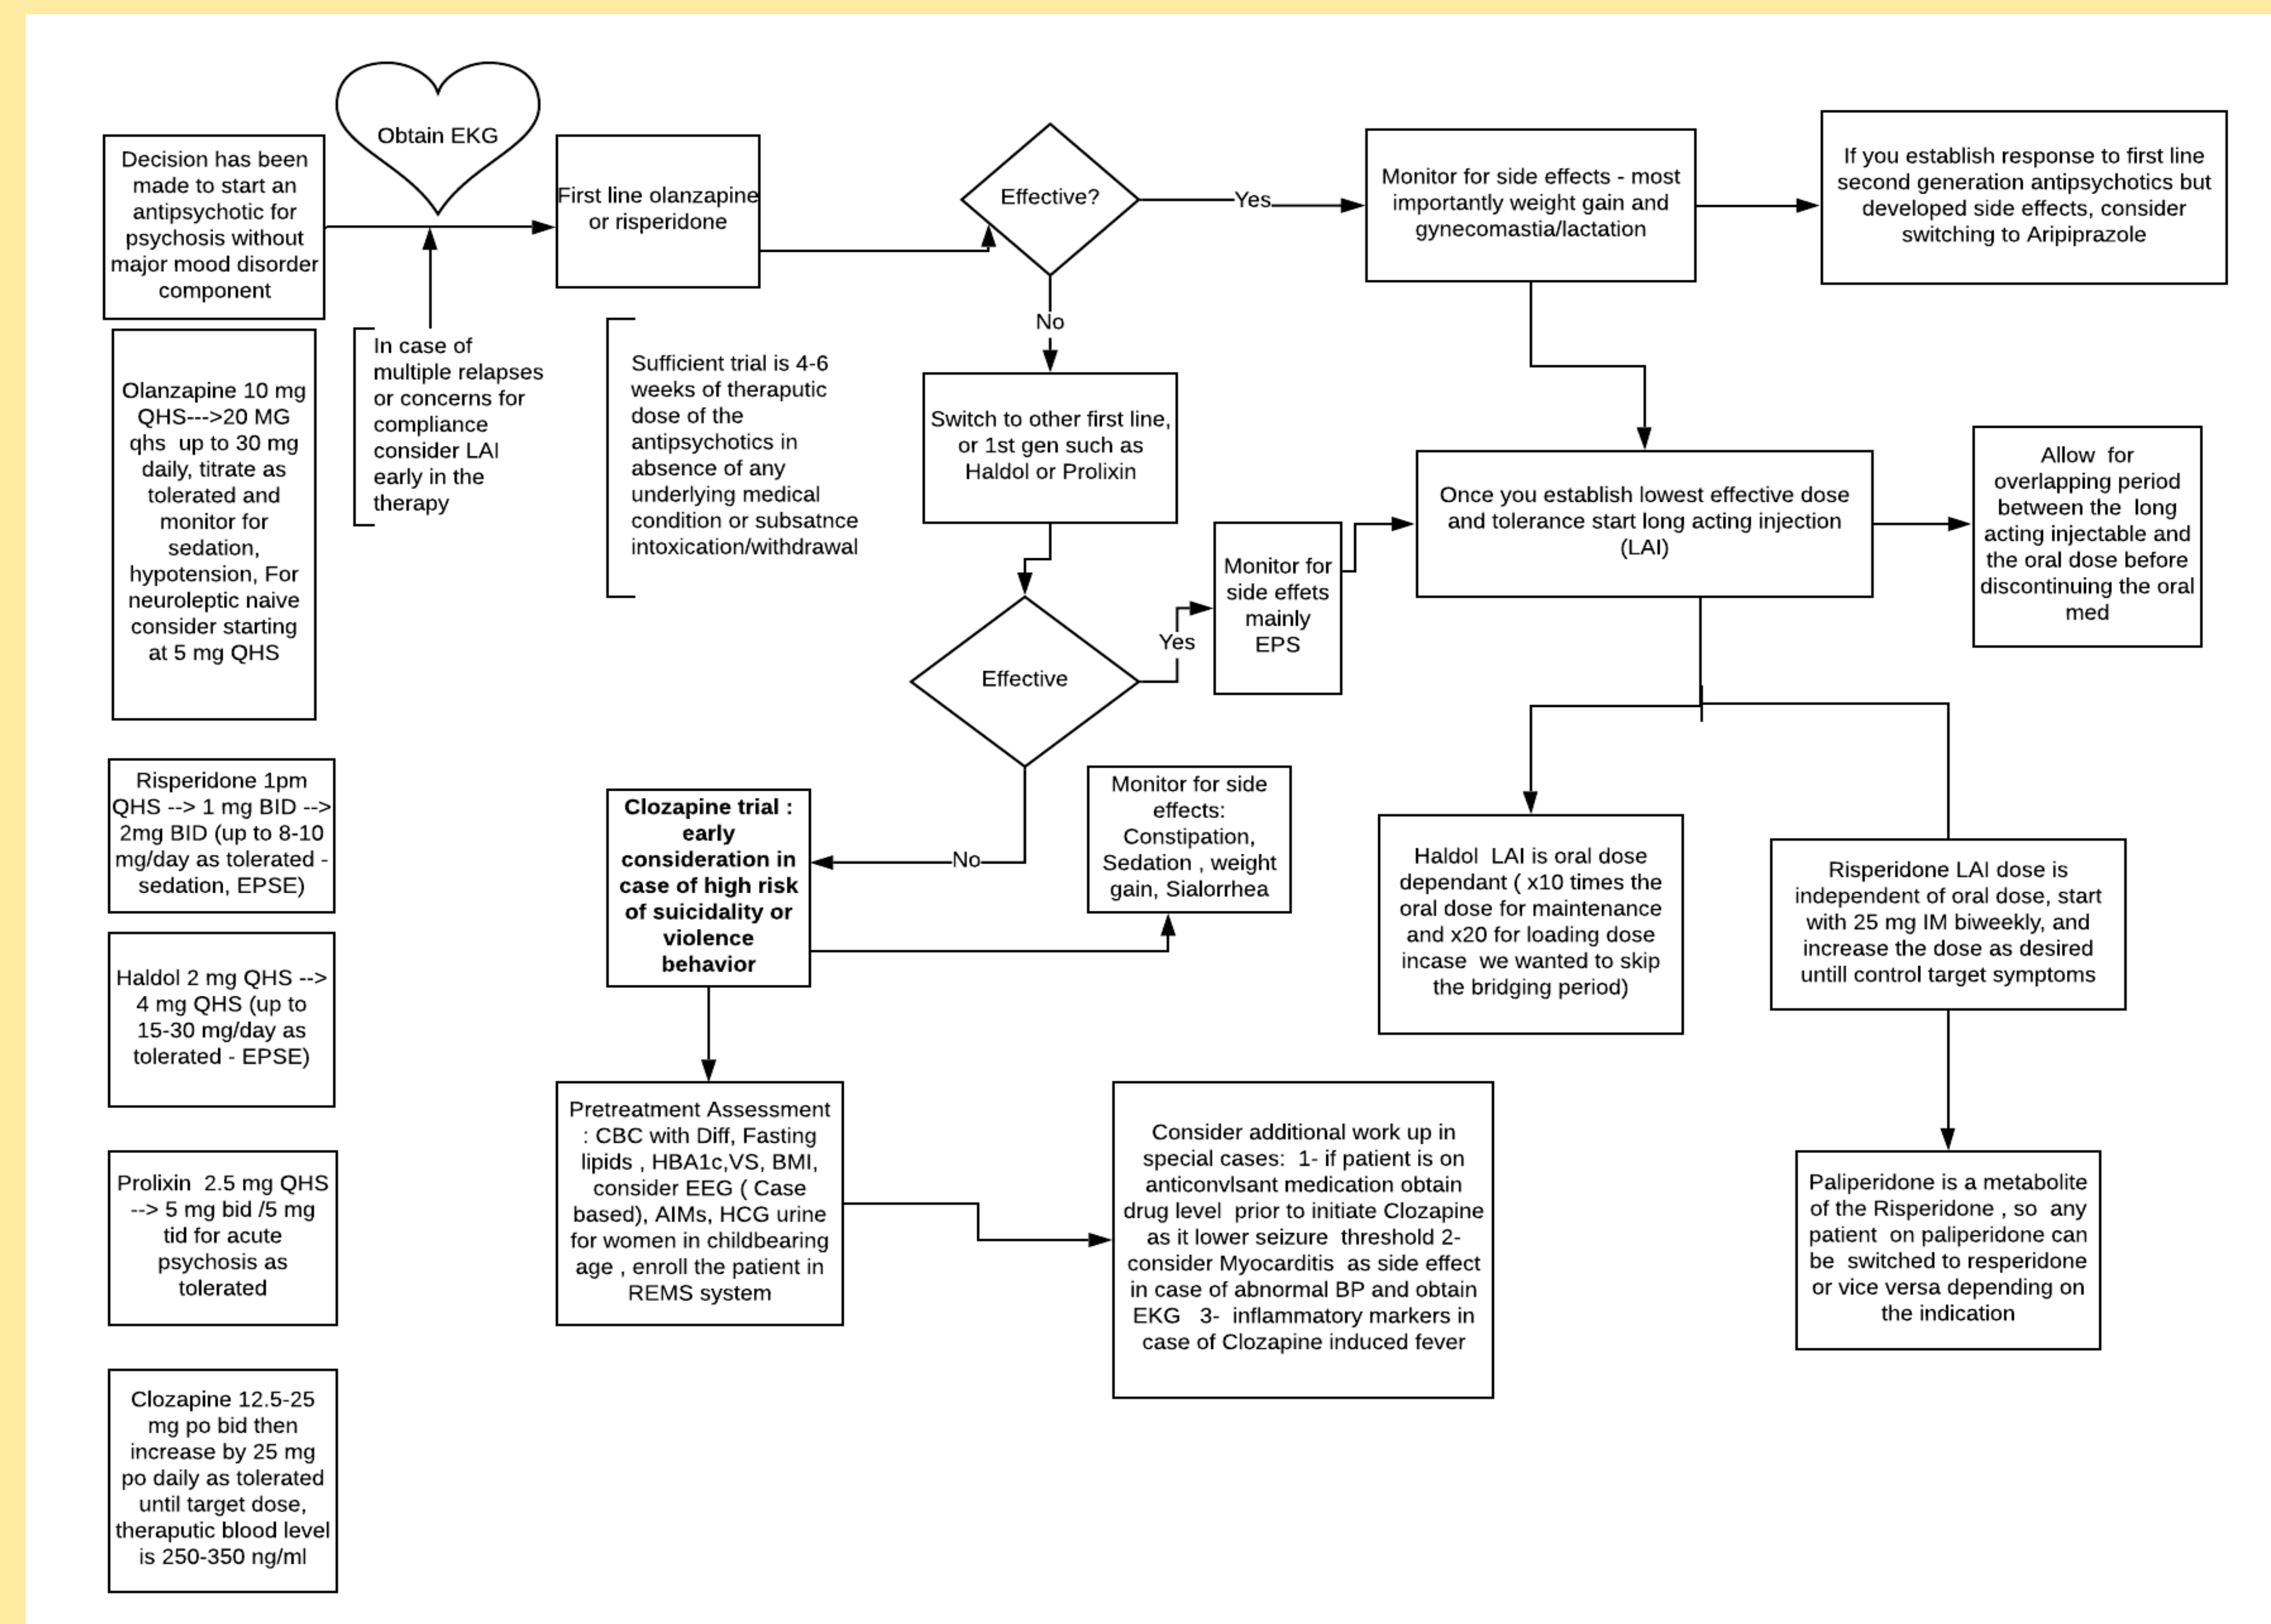 Obtain EKG
Decision has been
made to start an
antipsychotic for
psychosis without
major mood disorder
component
First line olanzapine
or risperidone
Effective?
Yes
Monitor for side effects - most
importantly weight gain and
gynecomastia/lactation
If you establish response to first line
second generation antipsychotics but
developed side effects, consider
switching to Aripiprazole
No
In case of
multiple relapses
or concerns for
compliance
consider LAI
early in the
therapy
Sufficient trial is 4-6
weeks of theraputic
dose of the
antipsychotics in
absence of any
underlying medical
condition or subsatnce
intoxication/withdrawal
Switch to other first line,
or 1st gen such as
Haldol or Prolixin
Olanzapine 10 mg
QHS--->20 MG
qhs up to 30 mg
daily, titrate as
tolerated and
monitor for
sedation,
hypotension, For
neuroleptic naive
consider starting
at 5 mg QHS
Once you establish lowest effective dose
and tolerance start long acting injection
(LAI)
Allow for
overlapping period
between the long
acting injectable and
the oral dose before
discontinuing the oral
med
Monitor for
side effets
mainly
EPS
Yes
Effective
No
Risperidone 1pm
QHS --> 1 mg BID -->
2mg BID (up to 8-10
mg/day as tolerated -
sedation, EPSE)
Clozapine trial :
early
consideration in
case of high risk
of suicidality or
violence
behavior
Monitor for side
effects:
Constipation,
Sedation , weight
gain, Sialorrhea
Haldol LAI is oral dose
dependant ( x10 times the
oral dose for maintenance
and x20 for loading dose
incase we wanted to skip
the bridging period)
Risperidone LAI dose is
independent of oral dose, start
with 25 mg IM biweekly, and
increase the dose as desired
untill control target symptoms
Haldol 2 mg QHS -->
4 mg QHS (up to
15-30 mg/day as
tolerated - EPSE)
Pretreatment Assessment
: CBC with Diff, Fasting
lipids , HBA1c,VS, BMI,
consider EEG ( Case
based), AIMs, HCG urine
for women in childbearing
age , enroll the patient in
REMS system
Consider additional work up in
special cases: 1- if patient is on
anticonvlsant medication obtain
drug level prior to initiate Clozapine
as it lower seizure threshold 2-
consider Myocarditis as side effect
in case of abnormal BP and obtain
EKG 3- inflammatory markers in
case of Clozapine induced fever
Paliperidone is a metabolite
of the Risperidone , so any
patient on paliperidone can
be switched to resperidone
or vice versa depending on
the indication
Prolixin 2.5 mg QHS
--> 5 mg bid /5 mg
tid for acute
psychosis as
tolerated
Clozapine 12.5-25
mg po bid then
increase by 25 mg
po daily as tolerated
until target dose,
theraputic blood level
is 250-350 ng/ml